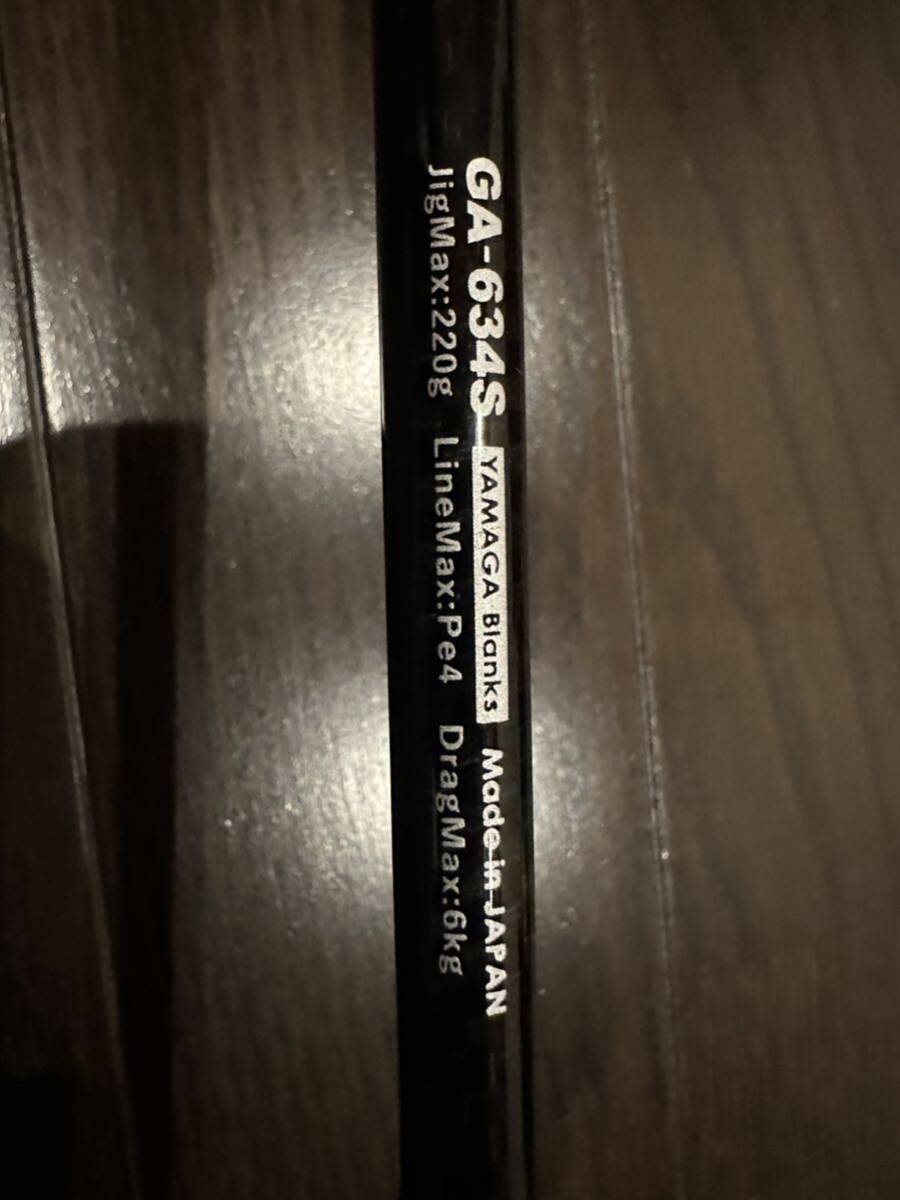 GA-634S YAMAGA Blanks Made in JAPAN
JigMax:220g LineMax:Pe4 DragMax:6kg